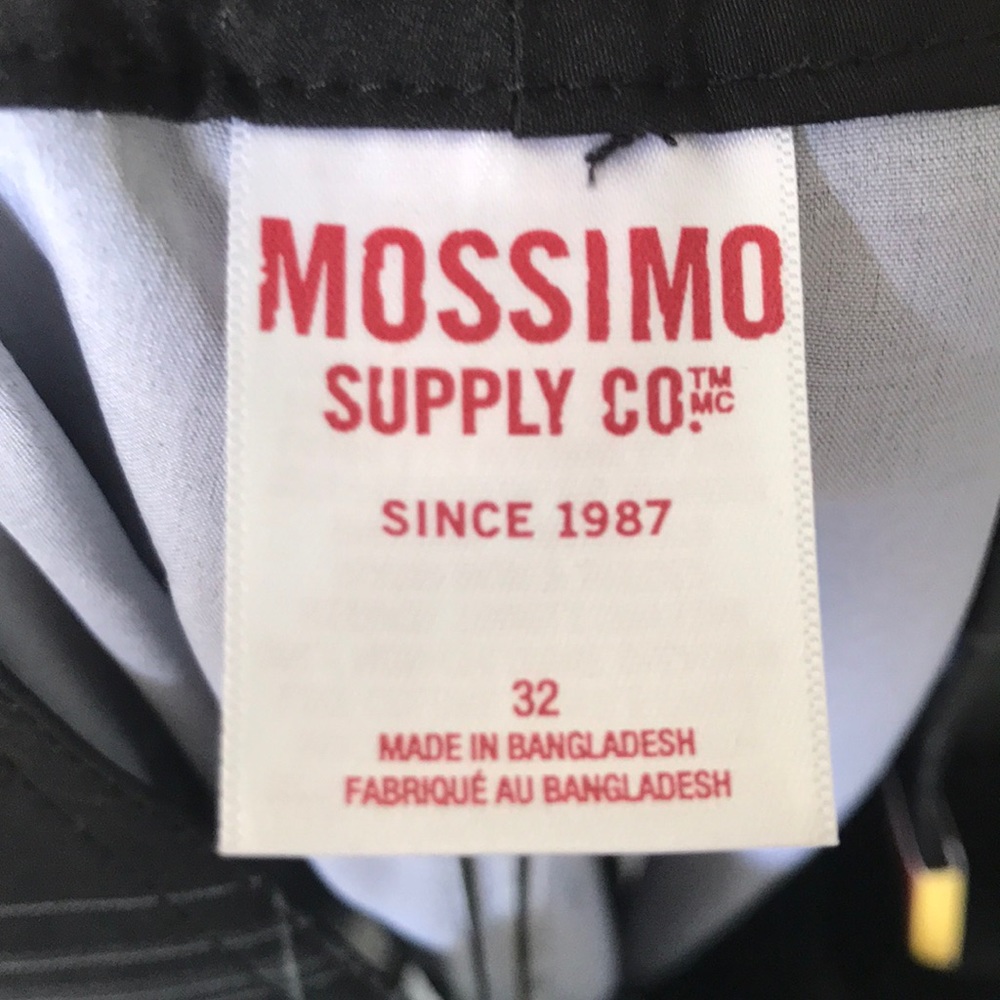 MOSSIMO
SUPPLY CO.™ MC
SINCE 1987
32
MADE IN BANGLADESH
FABRIQUÉ AU BANGLADESH